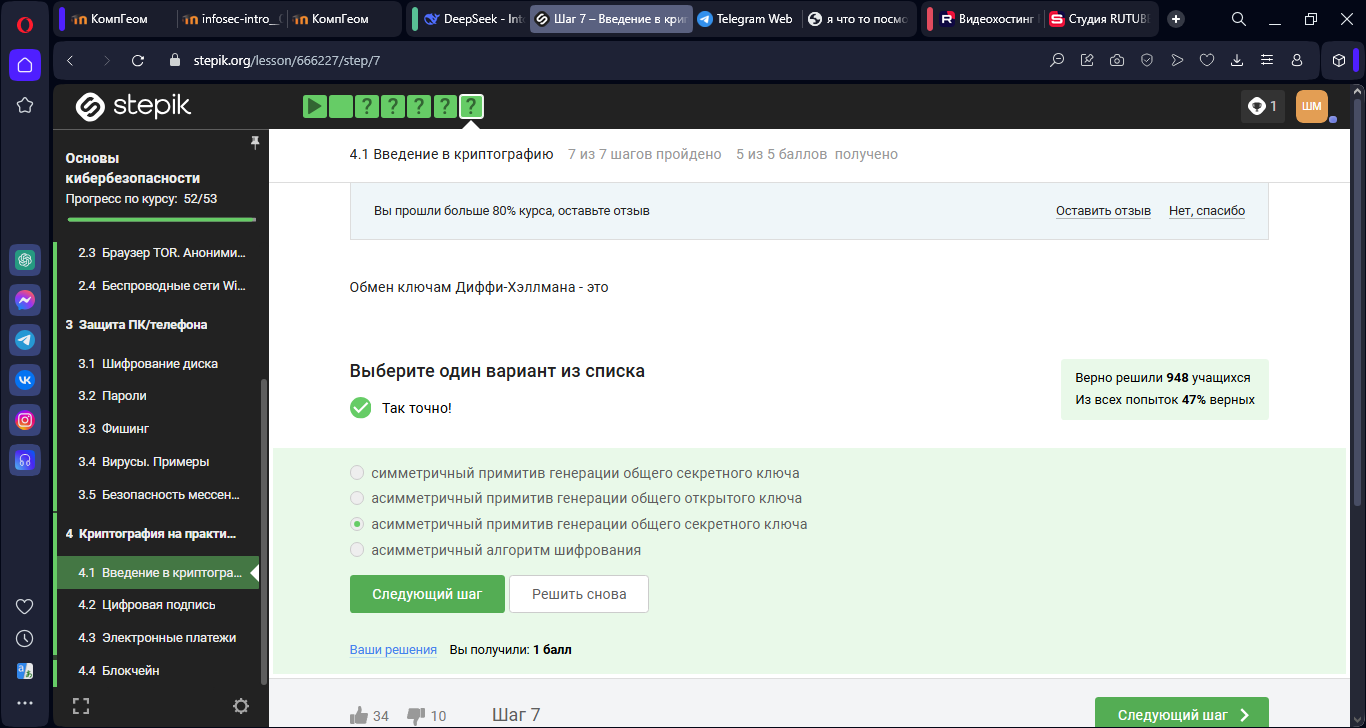 КомпГеом
infosec-intro_
КомпГеом
DeepSeek - Int
Шаг 7 – Введение в кри
Telegram Web
я что то посмо
Видеохостинг
Студия RUTUBE
stepik.org/lesson/666227/step/7
stepik
1
ШМ
Основы
кибербезопасности
Прогресс по курсу: 52/53
2.3 Браузер TOR. Аноними...
2.4 Беспроводные сети Wi...
3 Защита ПК/телефона
3.1 Шифрование диска
3.2 Пароли
3.3 Фишинг
3.4 Вирусы. Примеры
3.5 Безопасность мессен...
4 Криптография на практи...
4.1 Введение в криптогра...
4.2 Цифровая подпись
4.3 Электронные платежи
4.4 Блокчейн
4.1 Введение в криптографию 7 из 7 шагов пройдено 5 из 5 баллов получено
Вы прошли больше 80% курса, оставьте отзыв
Оставить отзыв Нет, спасибо
Обмен ключам Диффи-Хэллмана - это
Выберите один вариант из списка
Так точно!
Верно решили 948 учащихся
Из всех попыток 47% верных
симметричный примитив генерации общего секретного ключа
асимметричный примитив генерации общего открытого ключа
асимметричный примитив генерации общего секретного ключа
асимметричный алгоритм шифрования
Следующий шаг
Решить снова
Ваши решения Вы получили: 1 балл
34
10
Шаг 7
Следующий шаг